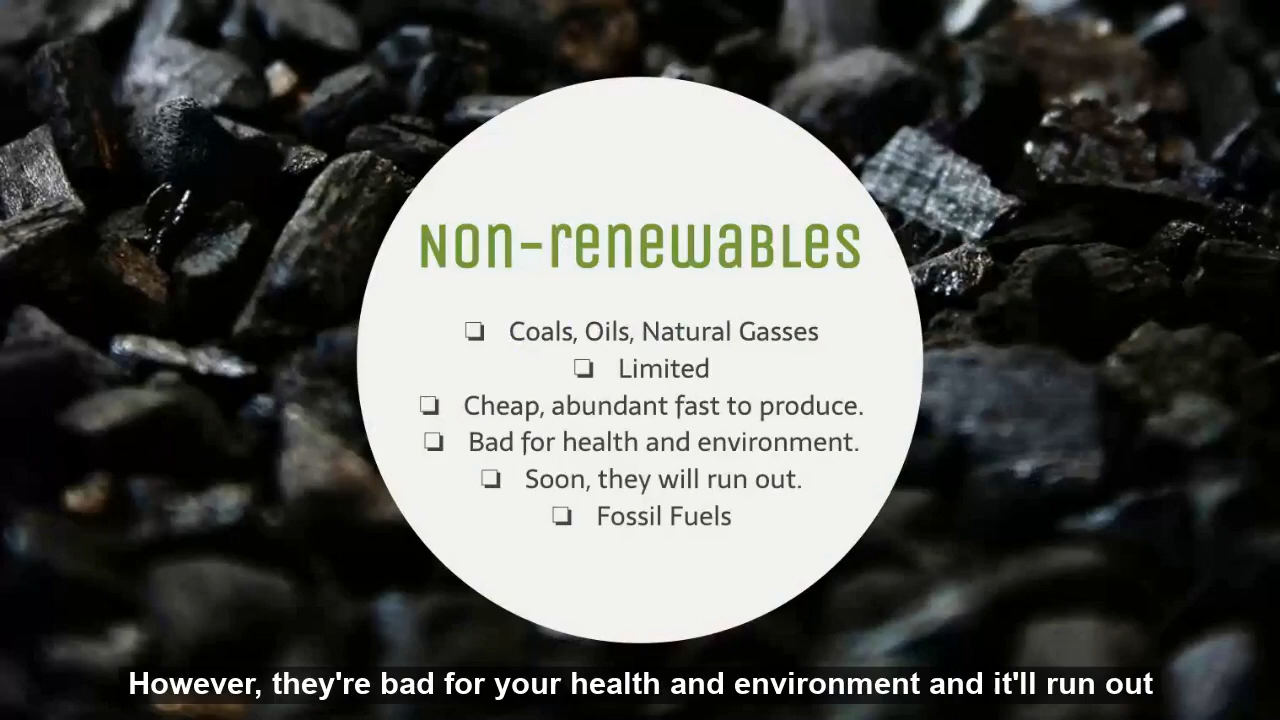 Non-renewables
❏ Coals, Oils, Natural Gasses
❏ Limited
❏ Cheap, abundant fast to produce.
❏ Bad for health and environment.
❏ Soon, they will run out.
❏ Fossil Fuels
However, they're bad for your health and environment and it'll run out